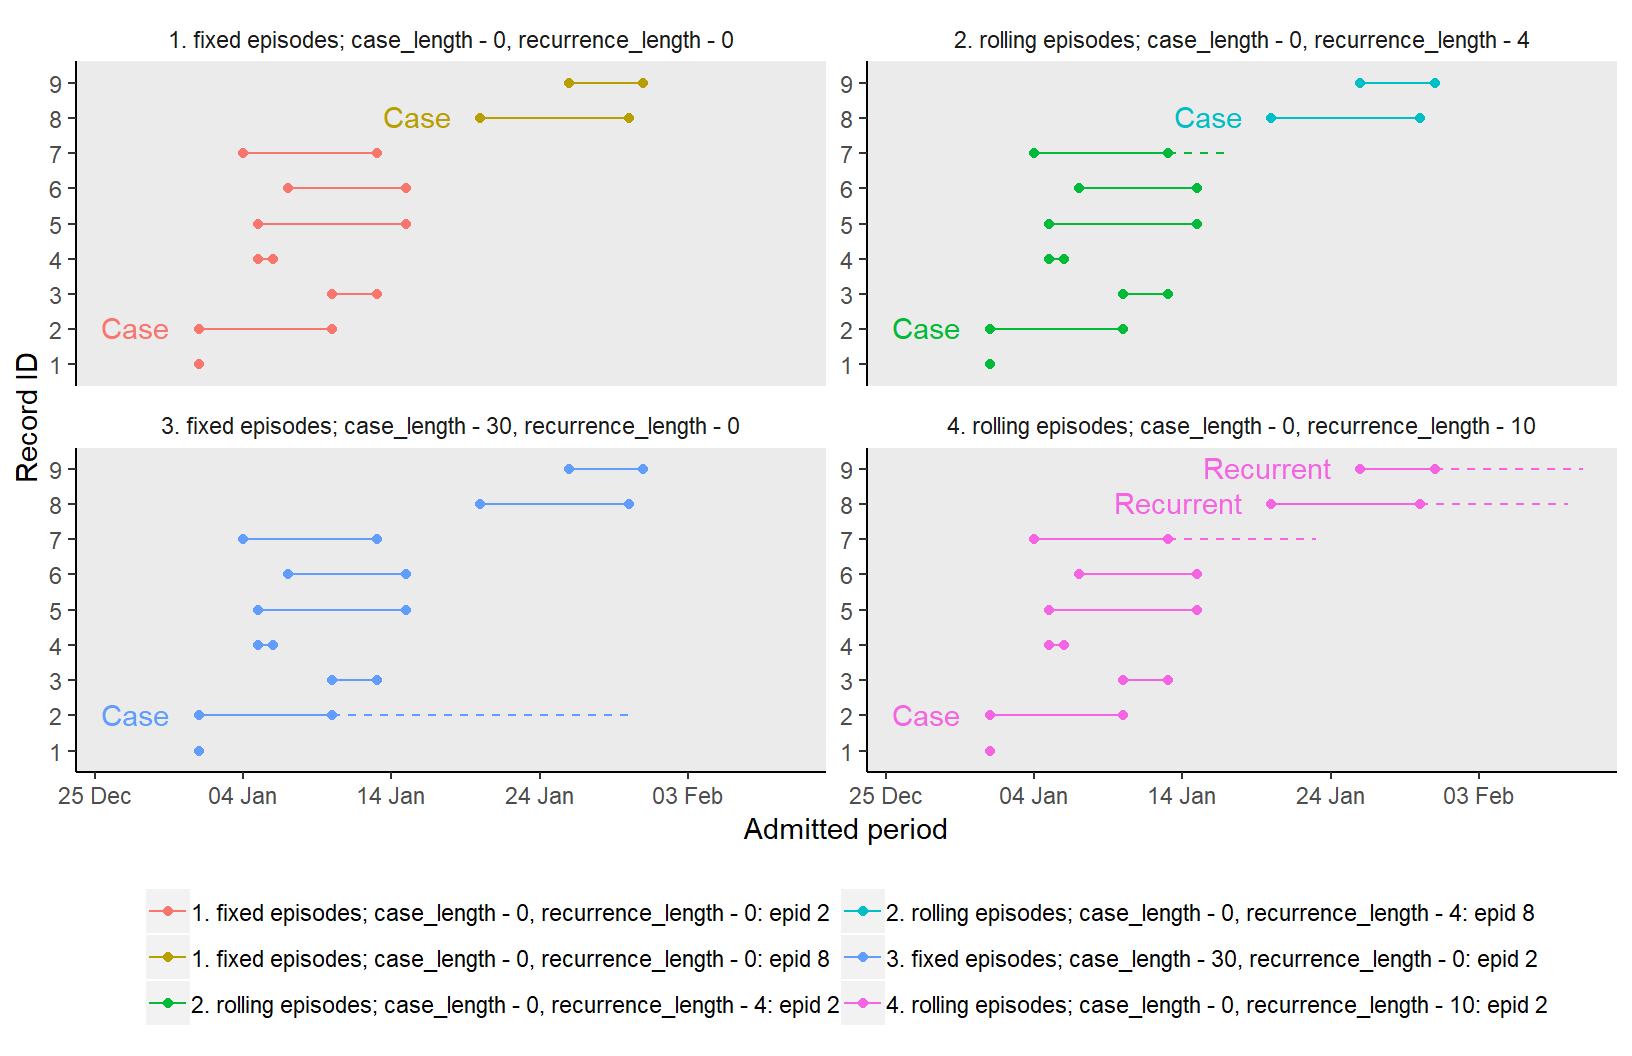 1. fixed episodes; case_length - 0, recurrence_length - 0
2. rolling episodes; case_length - 0, recurrence_length - 4
9
8
7
6
5
4
3
2
1
Case
Case
9
8
7
6
5
4
3
2
1
Case
Case
Record ID
3. fixed episodes; case_length - 30, recurrence_length - 0
4. rolling episodes; case_length - 0, recurrence_length - 10
9
8
7
6
5
4
3
2
1
Case
25 Dec 04 Jan 14 Jan 24 Jan 03 Feb
9
8
7
6
5
4
3
2
1
Recurrent
Recurrent
Case
25 Dec 04 Jan 14 Jan 24 Jan 03 Feb
Admitted period
1. fixed episodes; case_length - 0, recurrence_length - 0: epid 2
1. fixed episodes; case_length - 0, recurrence_length - 0: epid 8
2. rolling episodes; case_length - 0, recurrence_length - 4: epid 2
2. rolling episodes; case_length - 0, recurrence_length - 4: epid 8
3. fixed episodes; case_length - 30, recurrence_length - 0: epid 2
4. rolling episodes; case_length - 0, recurrence_length - 10: epid 2